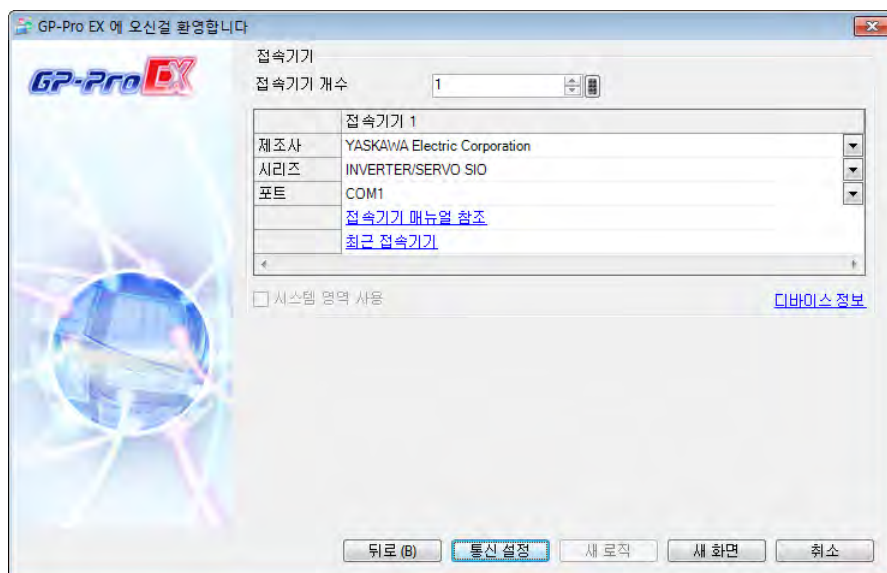 GP-Pro EX 에 오신걸 환영합니다
GP-Pro EX
접속기기
접속기기 개수 1
접속기기 1
제조사 YASKAWA Electric Corporation
시리즈 INVERTER/SERVO SIO
포트 COM1
접속기기 매뉴얼 참조
최근 접속기기
시스템 영역 사용 디바이스 정보
뒤로 (B) 통신 설정 새 로직 새 화면 취소